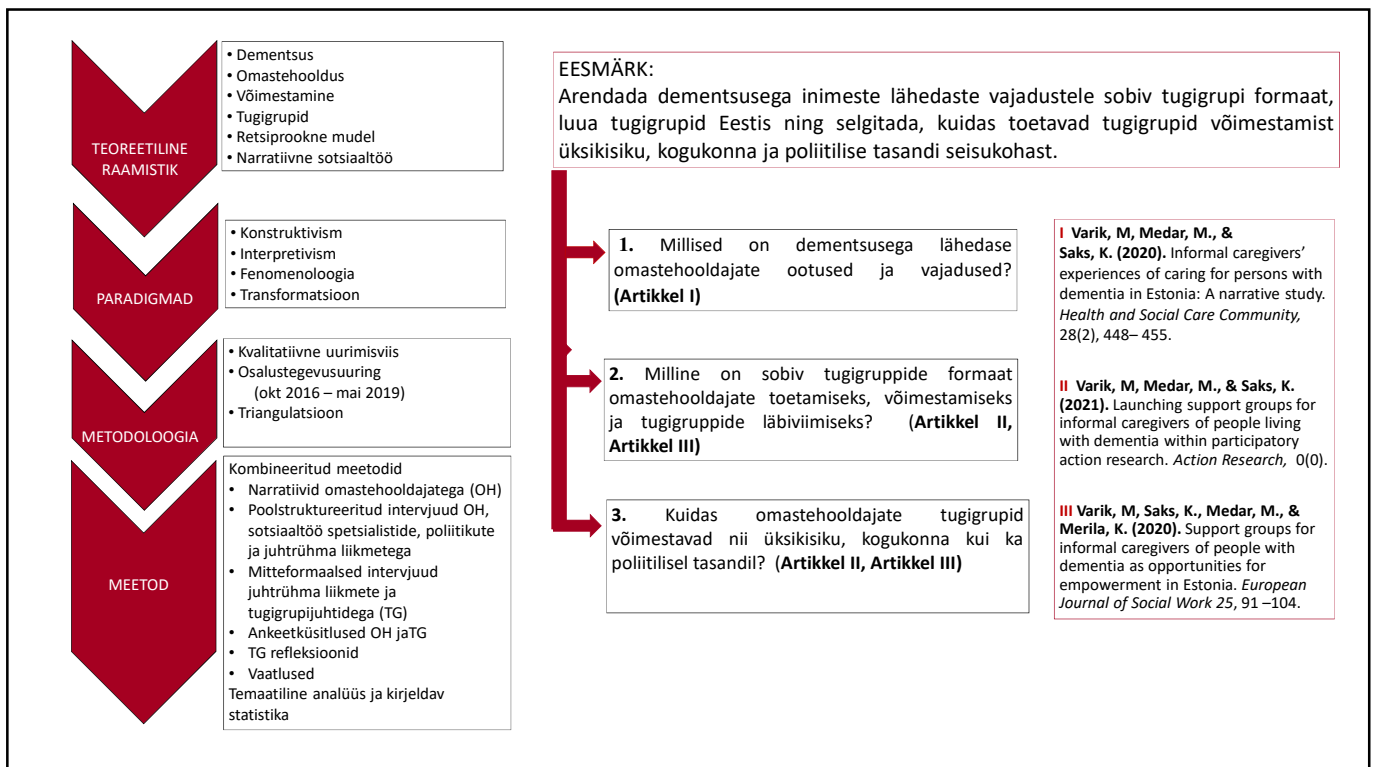 TEOREETILINE
RAAMISTIK
• Dementsus
• Omastehooldus
• Võimestamine
• Tugigrupid
• Retsiprookne mudel
• Narratiivne sotsiaaltöö
PARADIGMAD
• Konstruktivism
• Interpretivism
• Fenomenoloogia
• Transformatsioon
METODOLOOGIA
• Kvalitatiivne uurimisviis
• Osalustegevusuuring
(okt 2016 – mai 2019)
• Triangulatsioon
MEETOD
Kombineeritud meetodid
• Narratiivid omastehooldajatega (OH)
• Poolstruktureeritud intervjuud OH,
sotsiaaltöö spetsialistide, poliitikute
ja juhtrühma liikmetega
• Mitteformaalsed intervjuud
juhtrühma liikmete ja
tugigrupijuhtidega (TG)
• Ankeetküsitlused OH jaTG
• TG refleksioonid
• Vaatlused
Temaatiline analüüs ja kirjeldav
statistika
EESMÄRK:
Arendada dementsusega inimeste lähedaste vajadustele sobiv tugigrupi formaat,
luua tugigrupid Eestis ning selgitada, kuidas toetavad tugigrupid võimestamist
üksikisiku, kogukonna ja poliitilise tasandi seisukohast.
1. Millised on dementsusega lähedase
omastehooldajate ootused ja vajadused?
(Artikkel I)
2. Milline on sobiv tugigruppide formaat
omastehooldajate toetamiseks, võimestamiseks
ja tugigruppide läbiviimiseks? (Artikkel II,
Artikkel III)
3. Kuidas omastehooldajate tugigrupid
võimestavad nii üksikisiku, kogukonna kui ka
poliitilisel tasandil? (Artikkel II, Artikkel III)
I Varik, M, Medar, M., &
Saks, K. (2020). Informal caregivers’
experiences of caring for persons with
dementia in Estonia: A narrative study.
Health and Social Care Community,
28(2), 448– 455.
II Varik, M, Medar, M., & Saks, K.
(2021). Launching support groups for
informal caregivers of people living
with dementia within participatory
action research. Action Research, 0(0).
III Varik, M, Saks, K., Medar, M., &
Merila, K. (2020). Support groups for
informal caregivers of people with
dementia as opportunities for
empowerment in Estonia. European
Journal of Social Work 25, 91 –104.